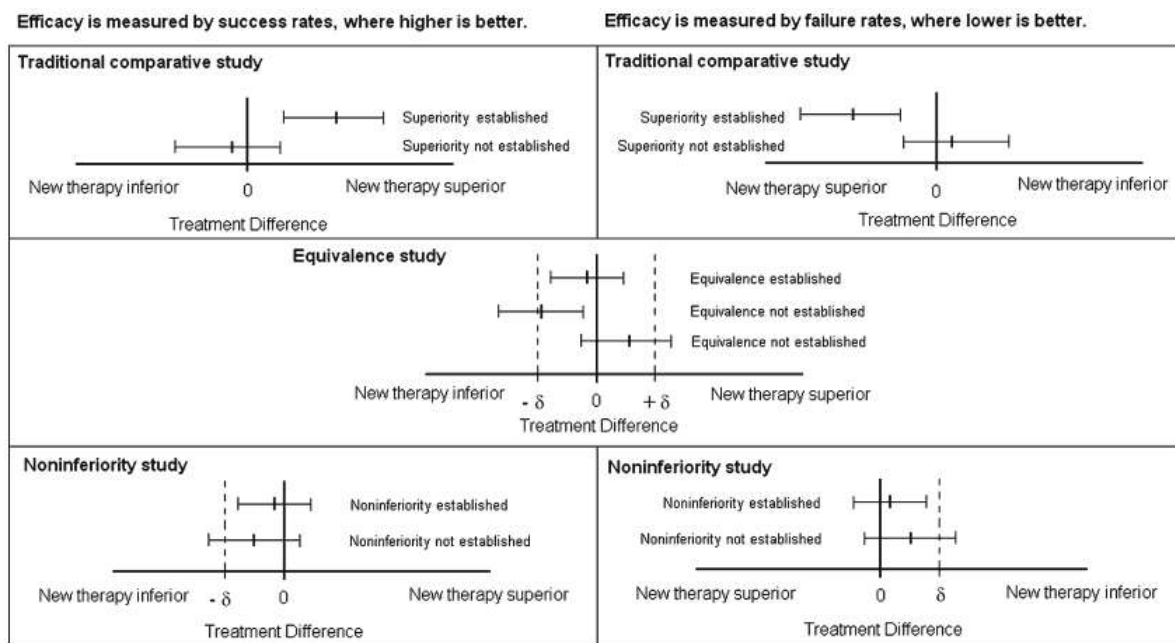 Efficacy is measured by success rates, where higher is better.
Efficacy is measured by failure rates, where lower is better.
Traditional comparative study
Superiority established
Superiority not established
New therapy inferior
0
New therapy superior
Treatment Difference
Traditional comparative study
Superiority established
Superiority not established
New therapy superior
0
New therapy inferior
Treatment Difference
Equivalence study
Equivalence established
Equivalence not established
Equivalence not established
New therapy inferior
- δ
0
+ δ
New therapy superior
Treatment Difference
Noninferiority study
Noninferiority established
Noninferiority not established
New therapy inferior
- δ
0
New therapy superior
Treatment Difference
Noninferiority study
Noninferiority established
Noninferiority not established
New therapy superior
0
δ
New therapy inferior
Treatment Difference